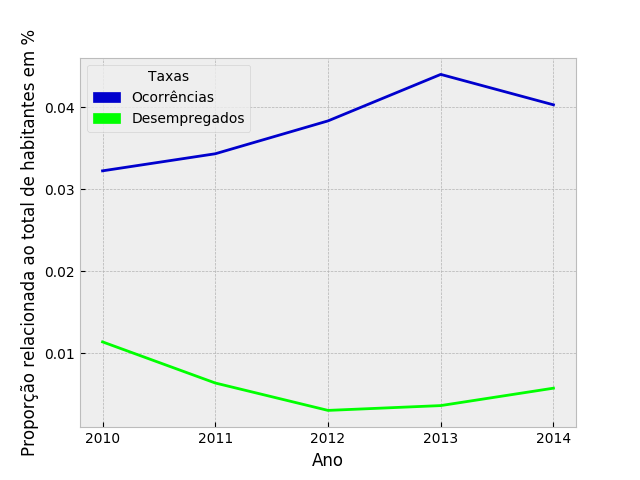 Proporção relacionada ao total de habitantes em %
Taxas
Ocorrências
Desempregados
0.04
0.03
0.02
0.01
2010 2011 2012 2013 2014
Ano